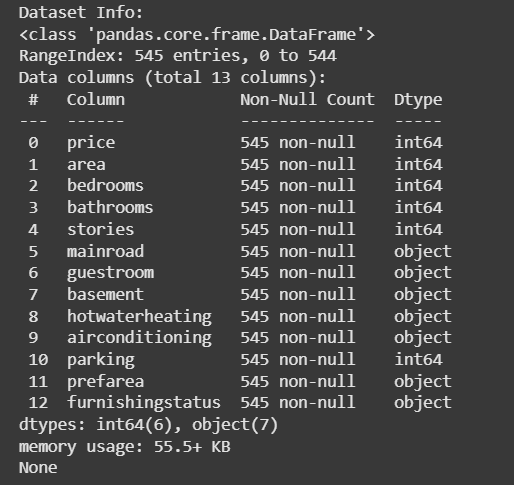 Dataset Info:
<class 'pandas.core.frame.DataFrame'>
RangeIndex: 545 entries, 0 to 544
Data columns (total 13 columns):
 #   Column            Non-Null Count  Dtype
---  ------            --------------  -----
 0   price             545 non-null    int64
 1   area              545 non-null    int64
 2   bedrooms          545 non-null    int64
 3   bathrooms         545 non-null    int64
 4   stories           545 non-null    int64
 5   mainroad          545 non-null    object
 6   guestroom         545 non-null    object
 7   basement          545 non-null    object
 8   hotwaterheating   545 non-null    object
 9   airconditioning   545 non-null    object
 10  parking           545 non-null    int64
 11  prefarea          545 non-null    object
 12  furnishingstatus  545 non-null    object
dtypes: int64(6), object(7)
memory usage: 55.5+ KB
None